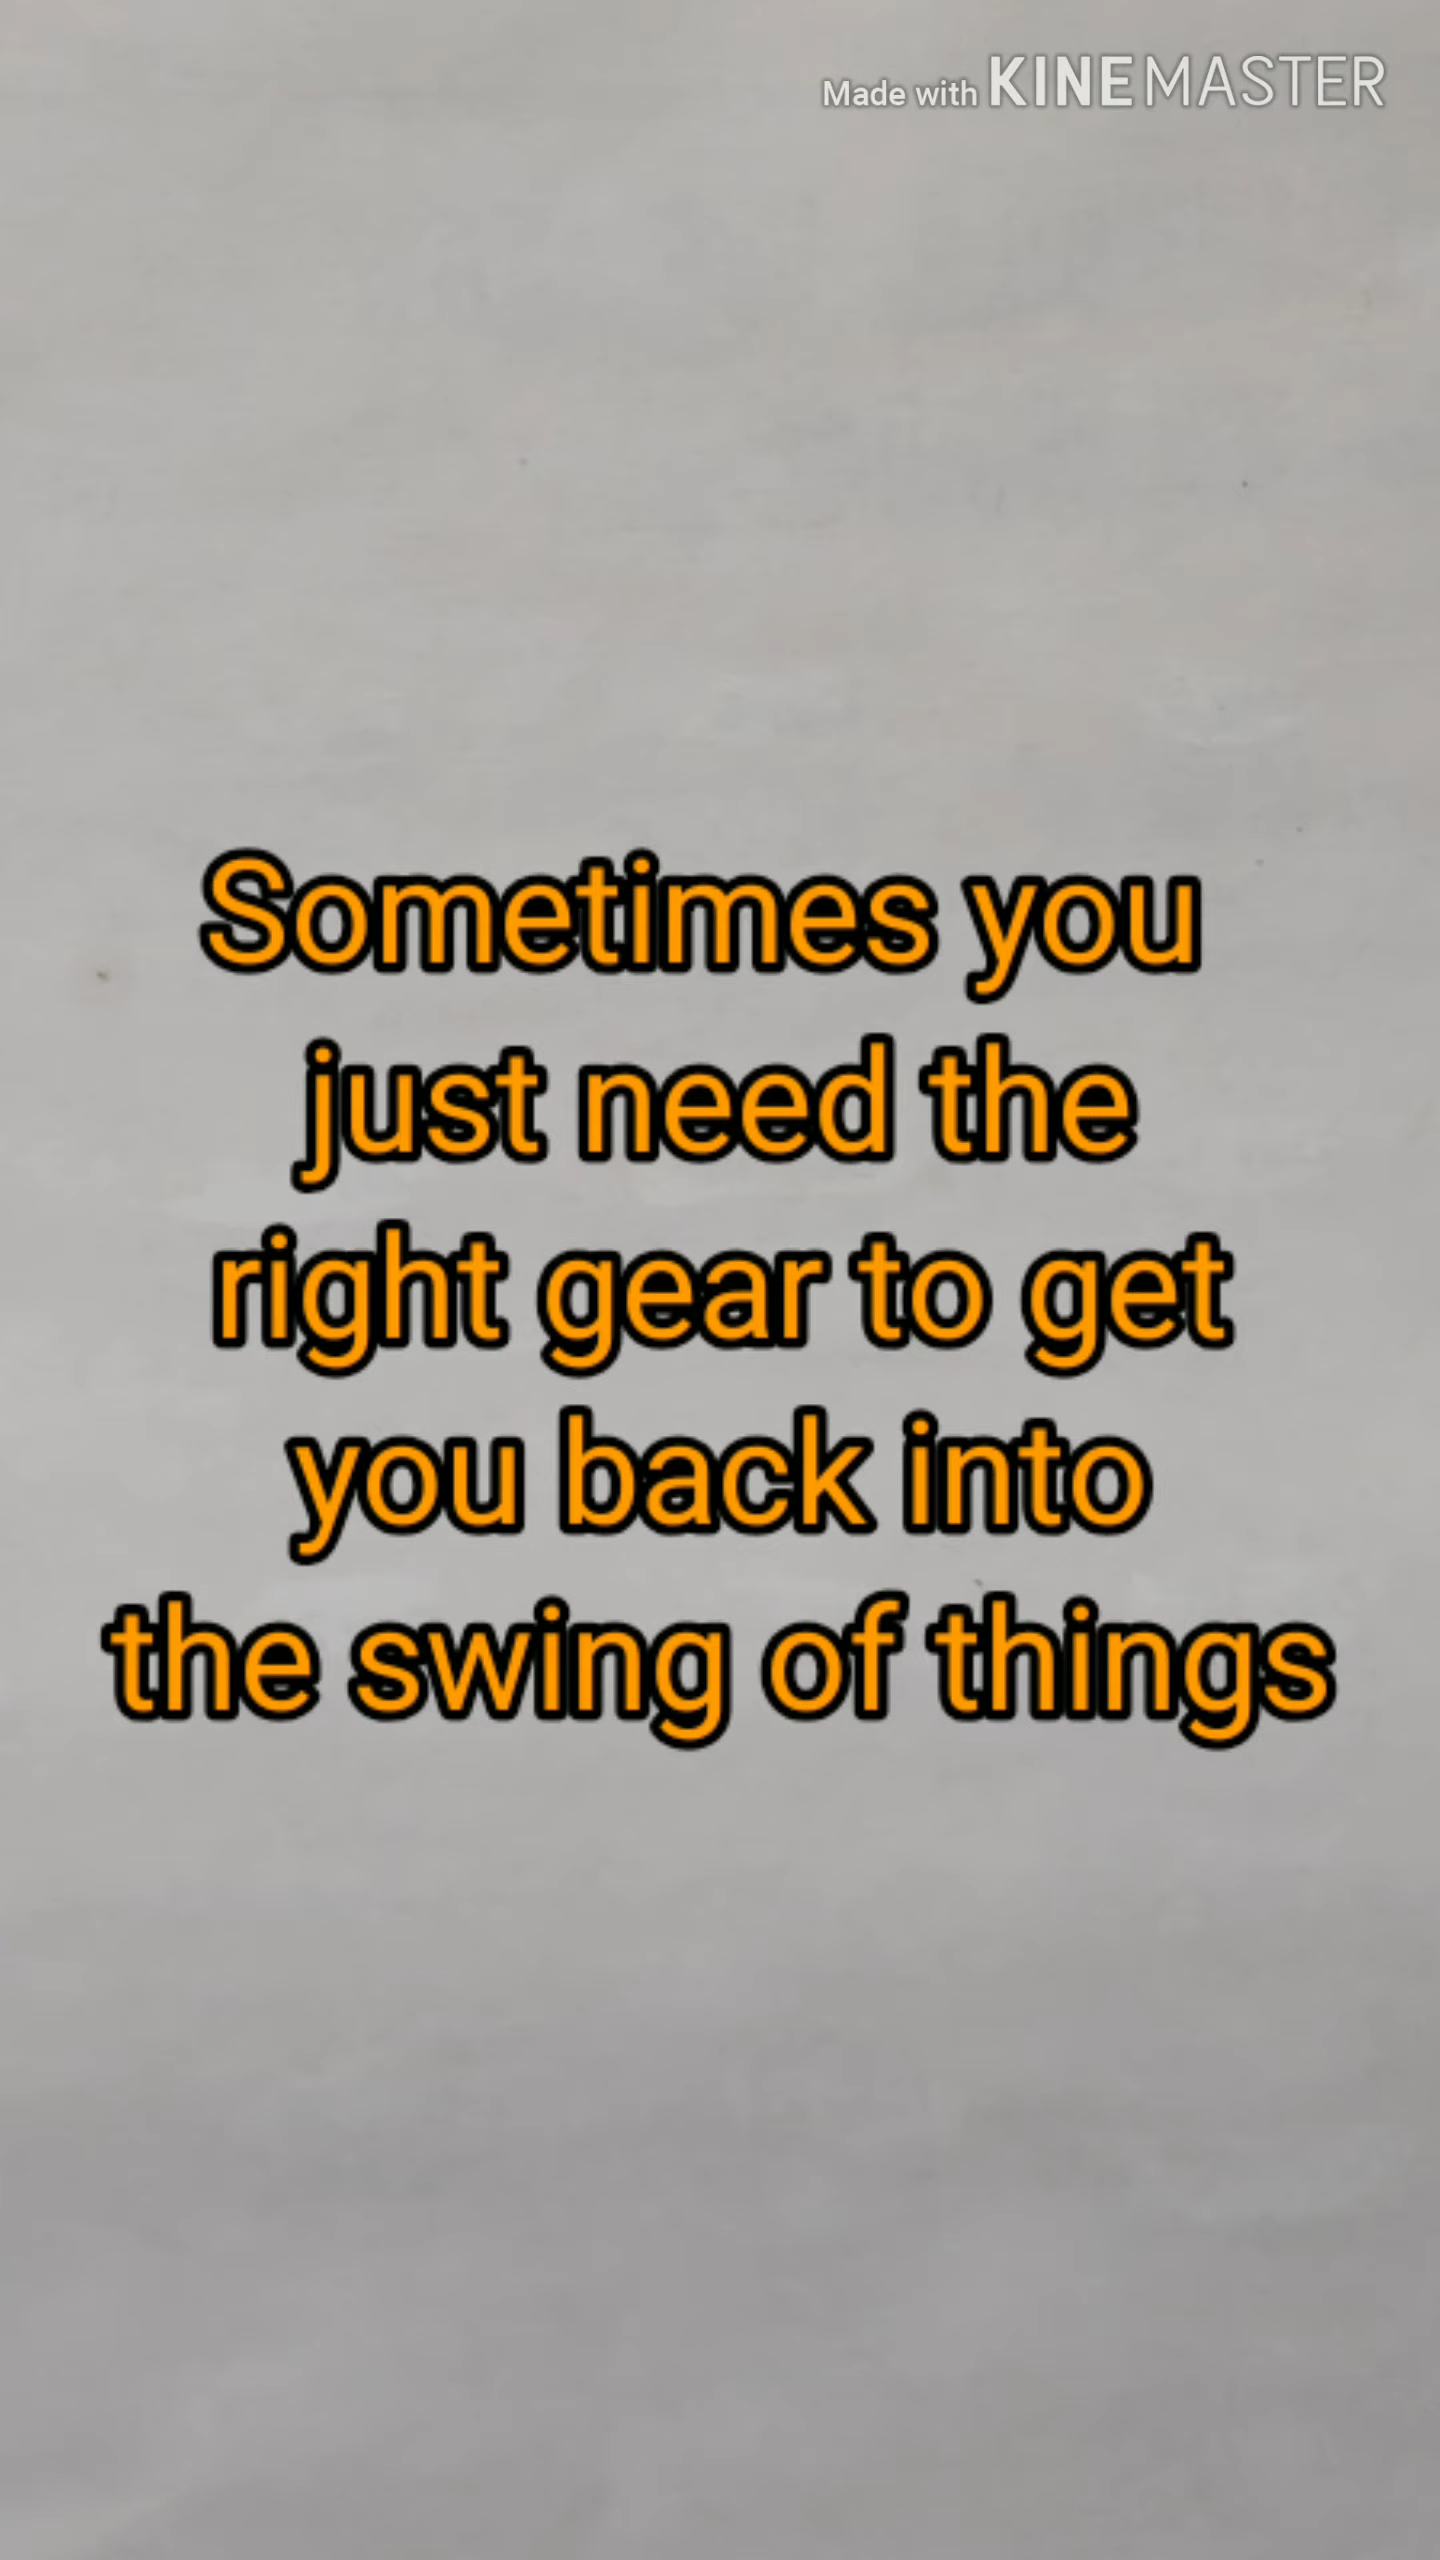 Made with KINEMASTER
Sometimes you
just need the
right gear to get
you back into
the swing of things